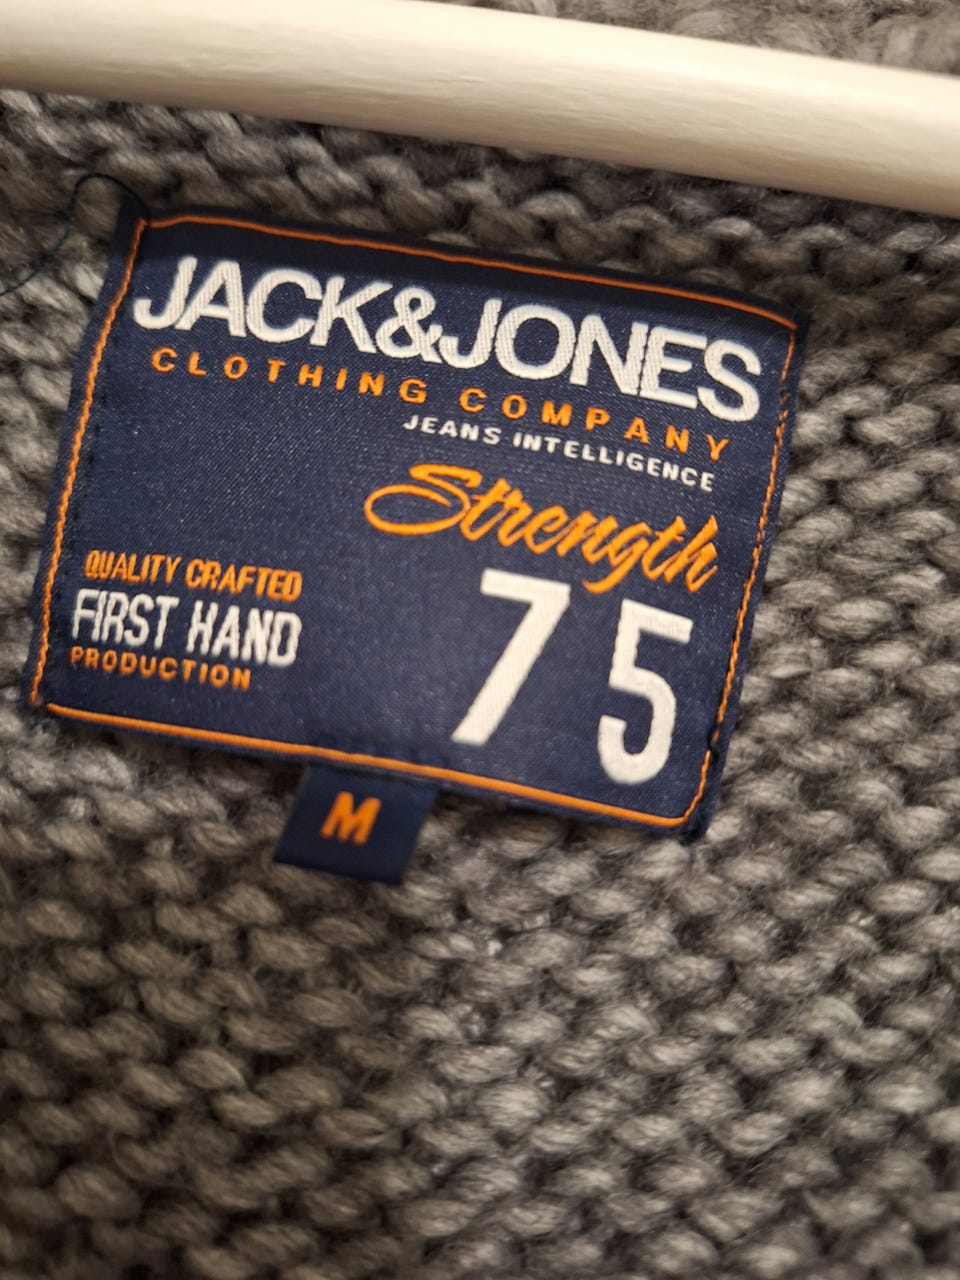 JACK&JONES
CLOTHING COMPANY
JEANS INTELLIGENCE
Strength
75
QUALITY CRAFTED
FIRST HAND
PRODUCTION
M